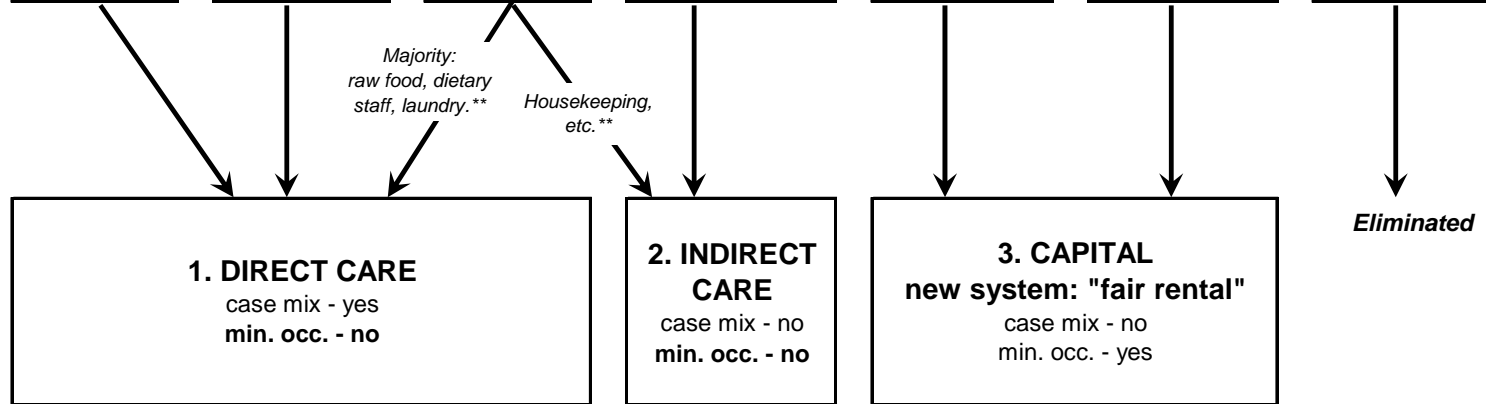 Majority:
raw food, dietary
staff, laundry.**
Housekeeping,
etc.**
1. DIRECT CARE
case mix - yes
min. occ. - no
2. INDIRECT
CARE
case mix - no
min. occ. - no
3. CAPITAL
new system: "fair rental"
case mix - no
min. occ. - yes
Eliminated